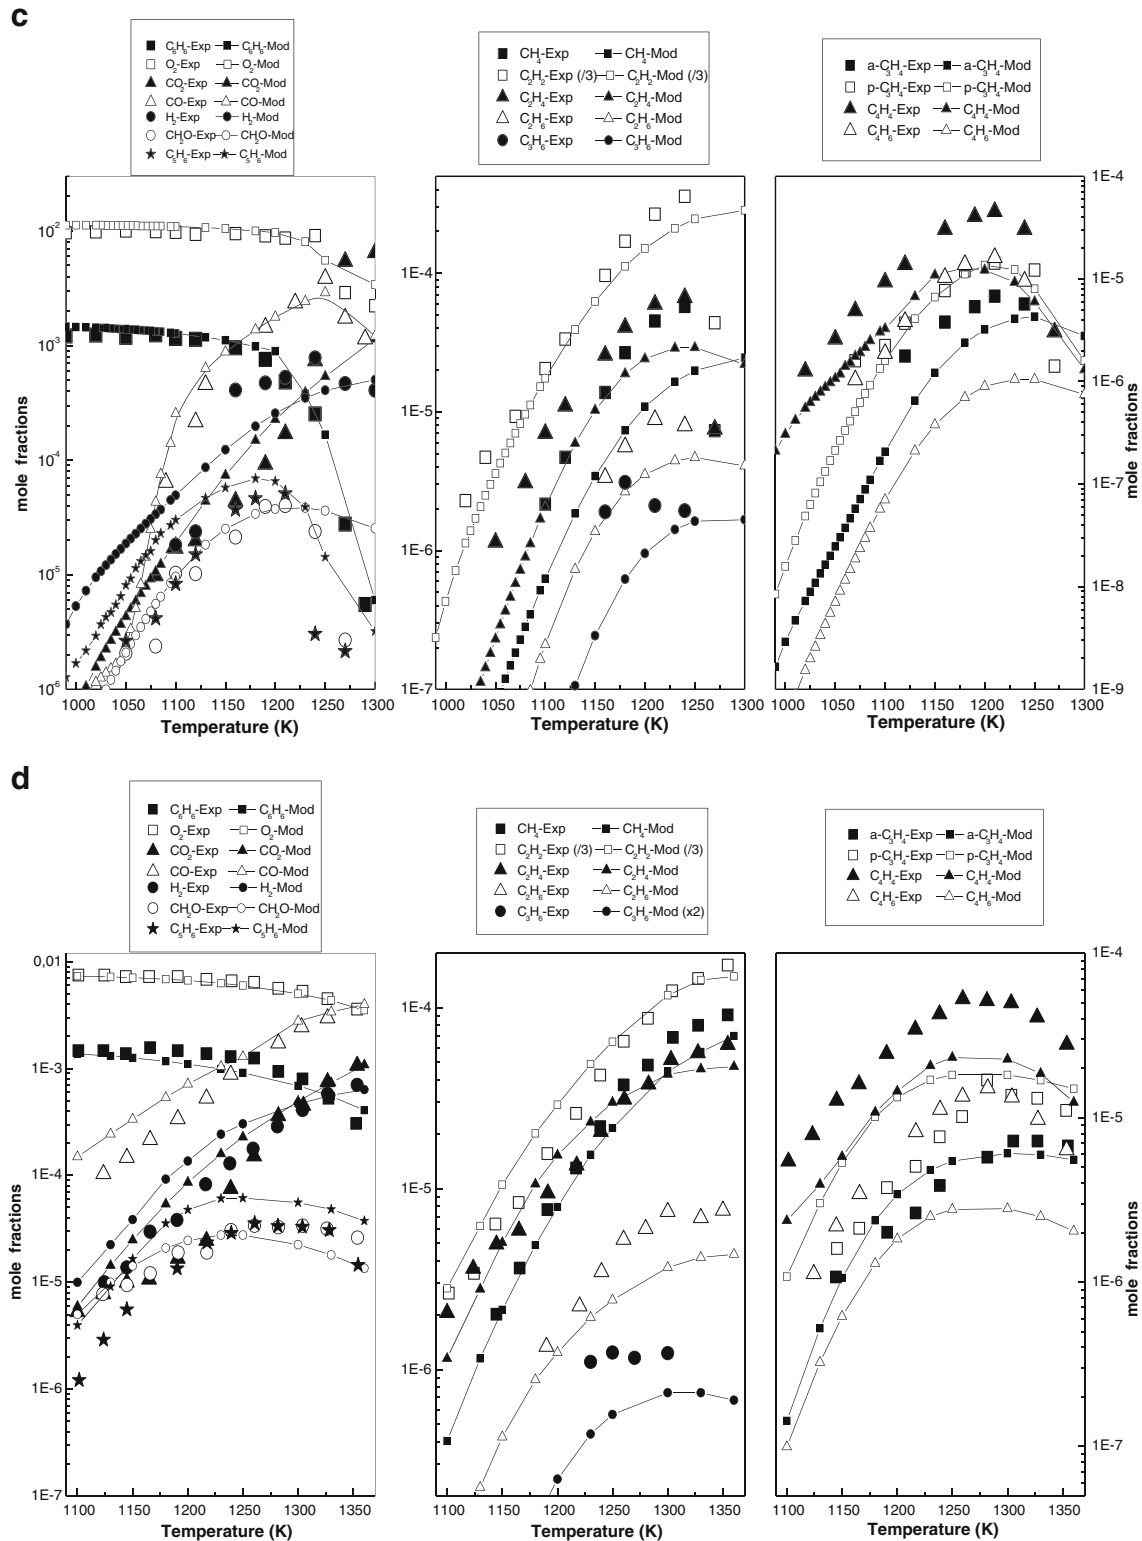 c
C6H6-Exp C6H6-Mod
O2-Exp O2-Mod
CO2-Exp CO2-Mod
CO-Exp CO-Mod
H2-Exp H2-Mod
CH2O-Exp CH2O-Mod
C5H6-Exp C5H6-Mod
CH4-Exp CH4-Mod
C2H2-Exp (/3) C2H2-Mod (/3)
C2H4-Exp C2H4-Mod
C2H6-Exp C2H6-Mod
C3H6-Exp C3H6-Mod
a-C3H4-Exp a-C3H4-Mod
p-C3H4-Exp p-C3H4-Mod
C4H4-Exp C4H4-Mod
C4H6-Exp C4H6-Mod
10-2
10-3
10-4
10-5
10-6
mole fractions
1000 1050 1100 1150 1200 1250 1300
Temperature (K)
1E-4
1E-5
1E-6
1E-7
1000 1050 1100 1150 1200 1250 1300
Temperature (K)
1E-4
1E-5
1E-6
1E-7
1E-8
1E-9
mole fractions
1000 1050 1100 1150 1200 1250 1300
Temperature (K)
d
C6H6-Exp C6H6-Mod
O2-Exp O2-Mod
CO2-Exp CO2-Mod
CO-Exp CO-Mod
H2-Exp H2-Mod
CH2O-Exp CH2O-Mod
C5H6-Exp C5H6-Mod
CH4-Exp CH4-Mod
C2H2-Exp (/3) C2H2-Mod (/3)
C2H4-Exp C2H4-Mod
C2H6-Exp C2H6-Mod
C3H6-Exp C3H6-Mod (x2)
a-C3H4-Exp a-C3H4-Mod
p-C3H4-Exp p-C3H4-Mod
C4H4-Exp C4H4-Mod
C4H6-Exp C4H6-Mod
0,01
1E-3
1E-4
1E-5
1E-6
1E-7
mole fractions
1100 1150 1200 1250 1300 1350
Temperature (K)
1E-4
1E-5
1E-6
1100 1150 1200 1250 1300 1350
Temperature (K)
1E-4
1E-5
1E-6
1E-7
mole fractions
1100 1150 1200 1250 1300 1350
Temperature (K)